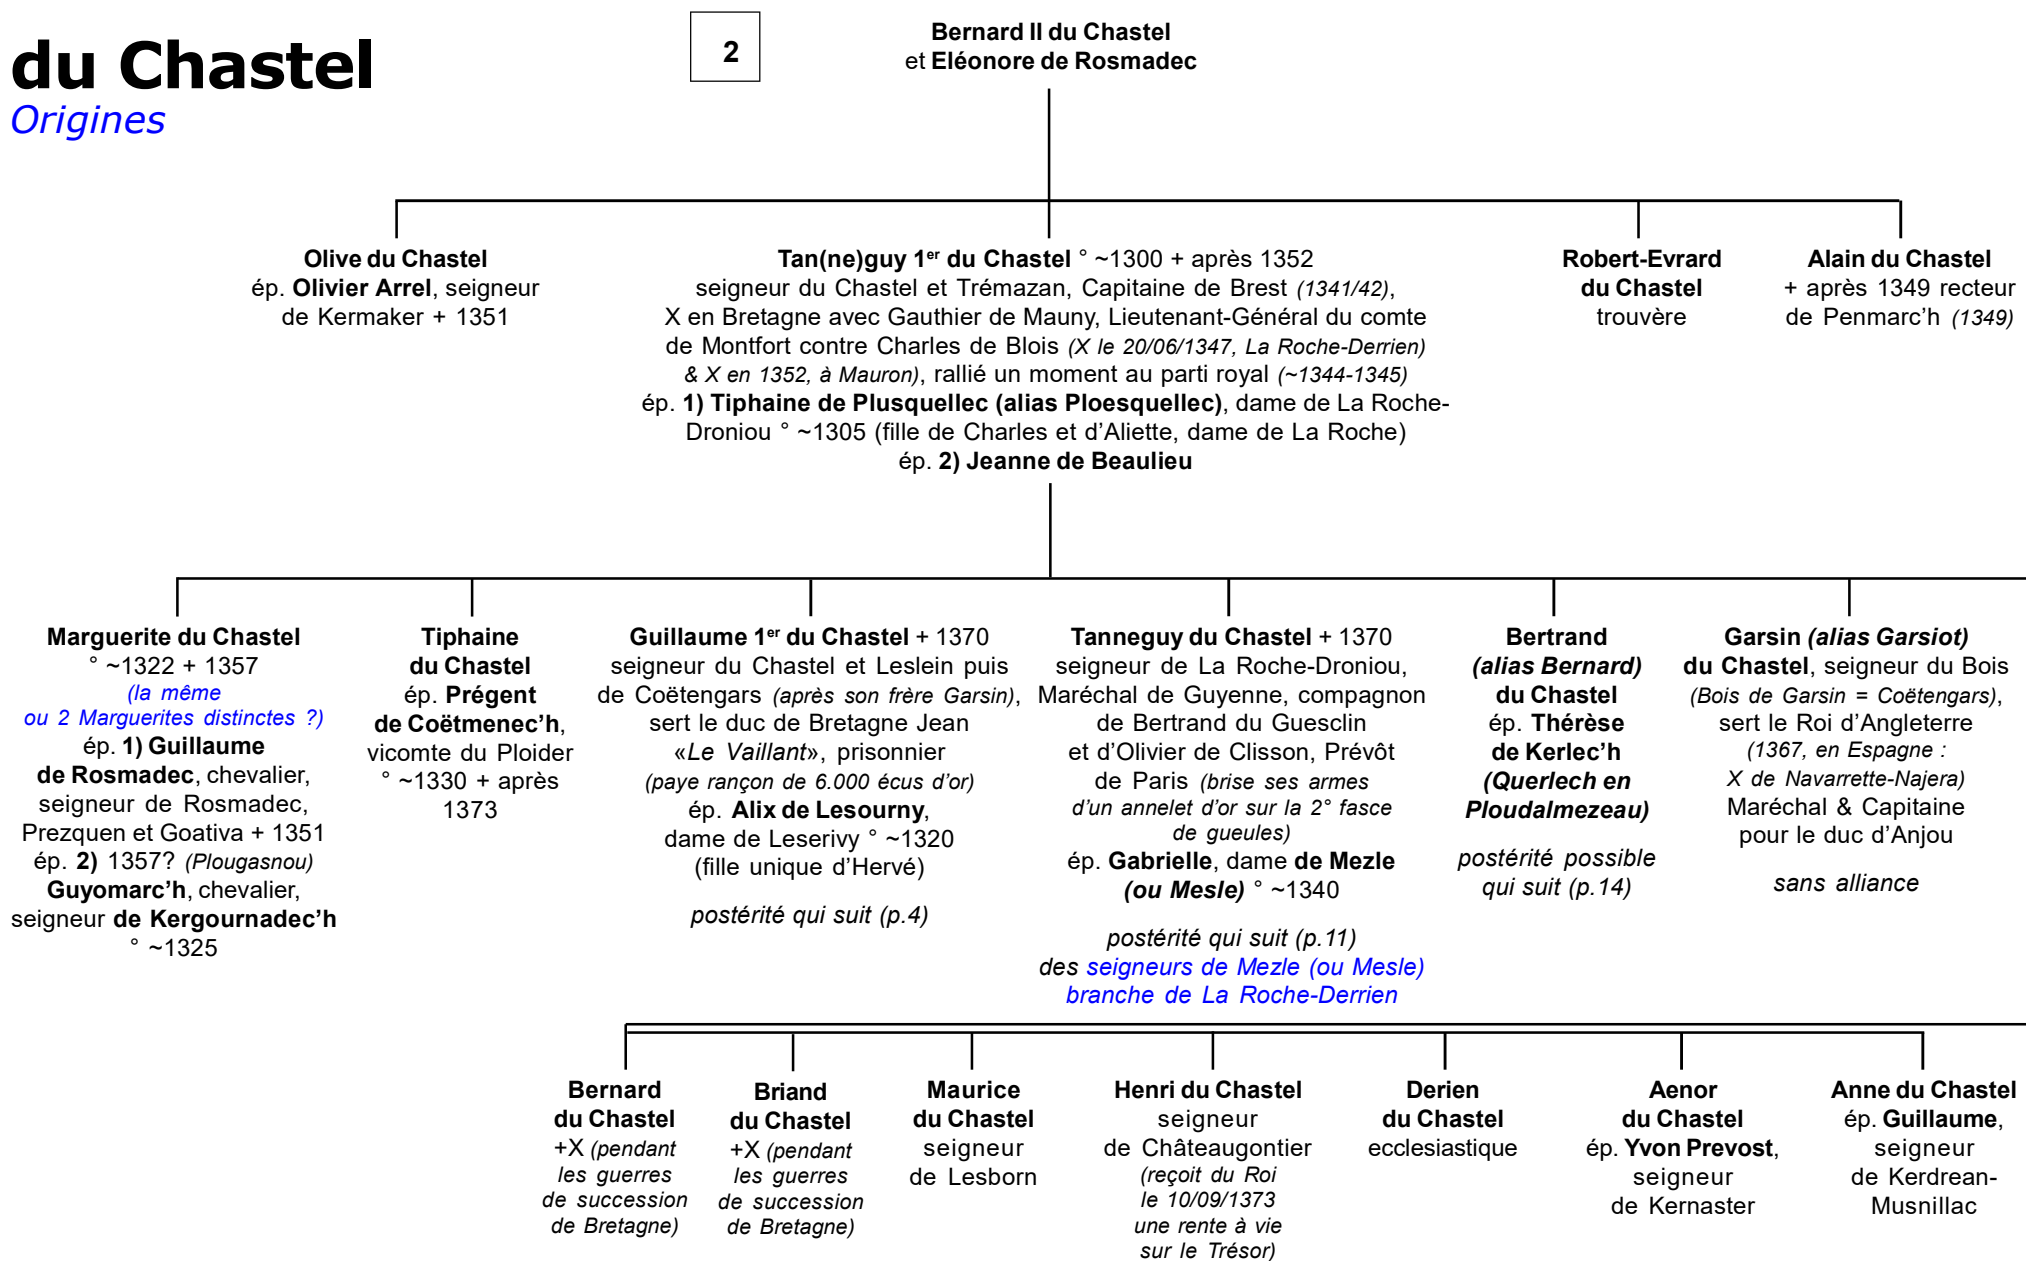 du Chastel
Origines
2
Bernard II du Chastel
et Eléonore de Rosmadec
Olive du Chastel
ép. Olivier Arrel, seigneur
de Kermaker + 1351
Tan(ne)guy 1er du Chastel ° ~1300 + après 1352
seigneur du Chastel et Trémazan, Capitaine de Brest (1341/42),
X en Bretagne avec Gauthier de Mauny, Lieutenant-Général du comte
de Montfort contre Charles de Blois (X le 20/06/1347, La Roche-Derrien)
& X en 1352, à Mauron), rallié un moment au parti royal (~1344-1345)
ép. 1) Tiphaine de Plusquellec (alias Ploesquellec), dame de La Roche-
Droniou ° ~1305 (fille de Charles et d’Aliette, dame de La Roche)
ép. 2) Jeanne de Beaulieu
Robert-Evrard
du Chastel
trouvère
Alain du Chastel
+ après 1349 recteur
de Penmarc’h (1349)
Marguerite du Chastel
° ~1322 + 1357
(la même
ou 2 Marguerites distinctes ?)
ép. 1) Guillaume
de Rosmadec, chevalier,
seigneur de Rosmadec,
Prezquen et Goativa + 1351
ép. 2) 1357? (Plougasnou)
Guyomarc’h, chevalier,
seigneur de Kergournadec’h
° ~1325
Tiphaine
du Chastel
ép. Prégent
de Coëtmenec’h,
vicomte du Ploider
° ~1330 + après
1373
Guillaume 1er du Chastel + 1370
seigneur du Chastel et Leslein puis
de Coëtengars (après son frère Garsin),
sert le duc de Bretagne Jean
«Le Vaillant», prisonnier
(paye rançon de 6.000 écus d’or)
ép. Alix de Lesourny,
dame de Leserivy ° ~1320
(fille unique d’Hervé)
postérité qui suit (p.4)
Tanneguy du Chastel + 1370
seigneur de La Roche-Droniou,
Maréchal de Guyenne, compagnon
de Bertrand du Guesclin
et d’Olivier de Clisson, Prévôt
de Paris (brise ses armes
d’un annelet d’or sur la 2° fasce
de gueules)
ép. Gabrielle, dame de Mezle
(ou Mesle) ° ~1340
postérité qui suit (p.11)
des seigneurs de Mezle (ou Mesle)
branche de La Roche-Derrien
Bertrand
(alias Bernard)
du Chastel
ép. Thérèse
de Kerlec’h
(Querlech en
Ploudalmezeau)
postérité possible
qui suit (p.14)
Garsin (alias Garsiot)
du Chastel, seigneur du Bois
(Bois de Garsin = Coëtengars),
sert le Roi d’Angleterre
(1367, en Espagne :
X de Navarrette-Najera)
Maréchal & Capitaine
pour le duc d’Anjou
sans alliance
Bernard
du Chastel
+X (pendant
les guerres
de succession
de Bretagne)
Briand
du Chastel
+X (pendant
les guerres
de succession
de Bretagne)
Maurice
du Chastel
seigneur
de Lesborn
Henri du Chastel
seigneur
de Châteaugontier
(reçoit du Roi
le 10/09/1373
une rente à vie
sur le Trésor)
Derien
du Chastel
ecclesiastique
Aenor
du Chastel
ép. Yvon Prevost,
seigneur
de Kernaster
Anne du Chastel
ép. Guillaume,
seigneur
de Kerdrean-
Musnillac